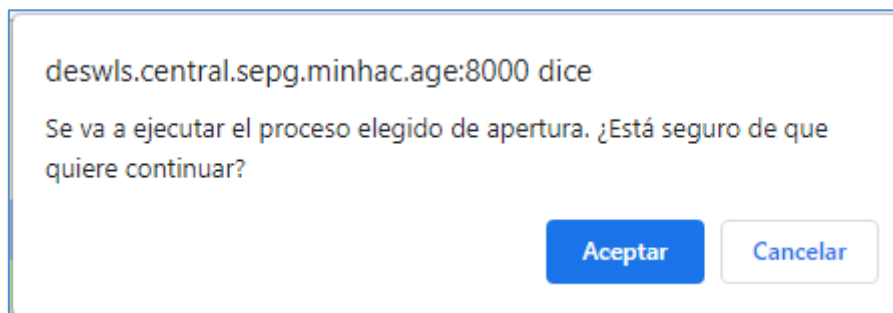 deswls.central.sepg.minhac.age:8000 dice
Se va a ejecutar el proceso elegido de apertura. ¿Está seguro de que
quiere continuar?
Aceptar
Cancelar